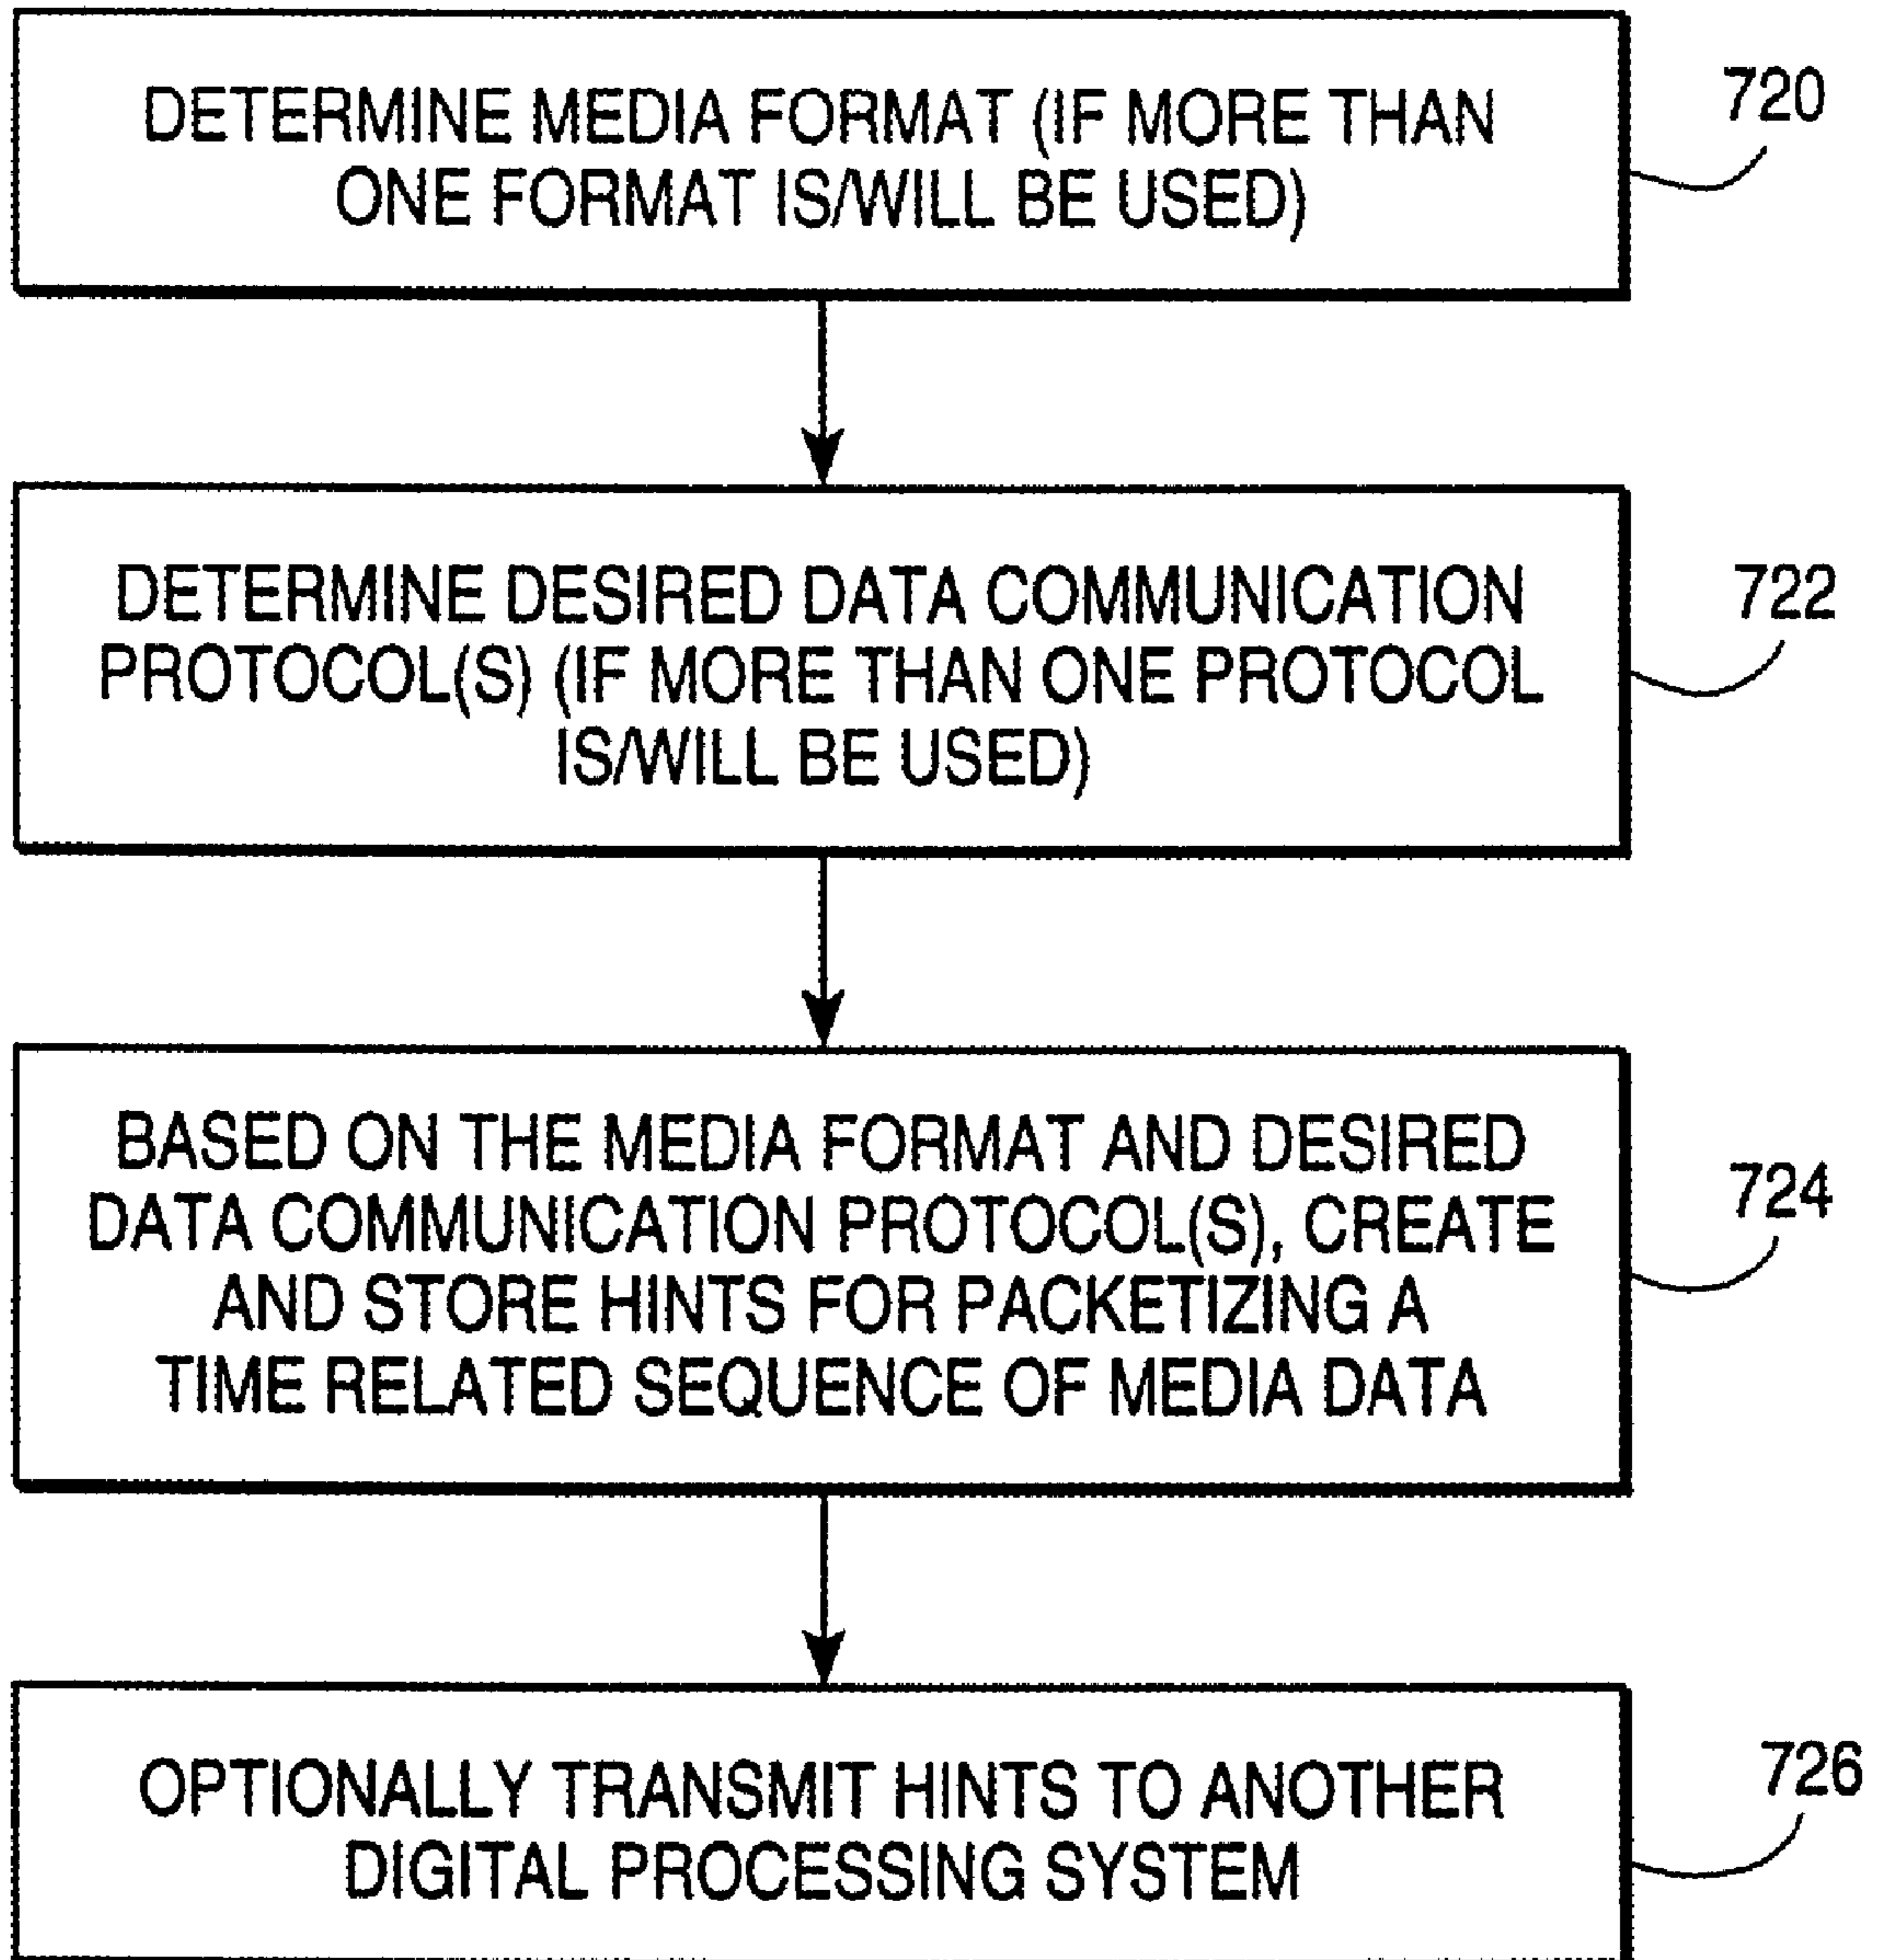 DETERMINE MEDIA FORMAT (IF MORE THAN
ONE FORMAT IS/WILL BE USED)
720
DETERMINE DESIRED DATA COMMUNICATION
PROTOCOL(S) (IF MORE THAN ONE PROTOCOL
IS/WILL BE USED)
722
BASED ON THE MEDIA FORMAT AND DESIRED
DATA COMMUNICATION PROTOCOL(S), CREATE
AND STORE HINTS FOR PACKETIZING A
TIME RELATED SEQUENCE OF MEDIA DATA
724
OPTIONALLY TRANSMIT HINTS TO ANOTHER
DIGITAL PROCESSING SYSTEM
726